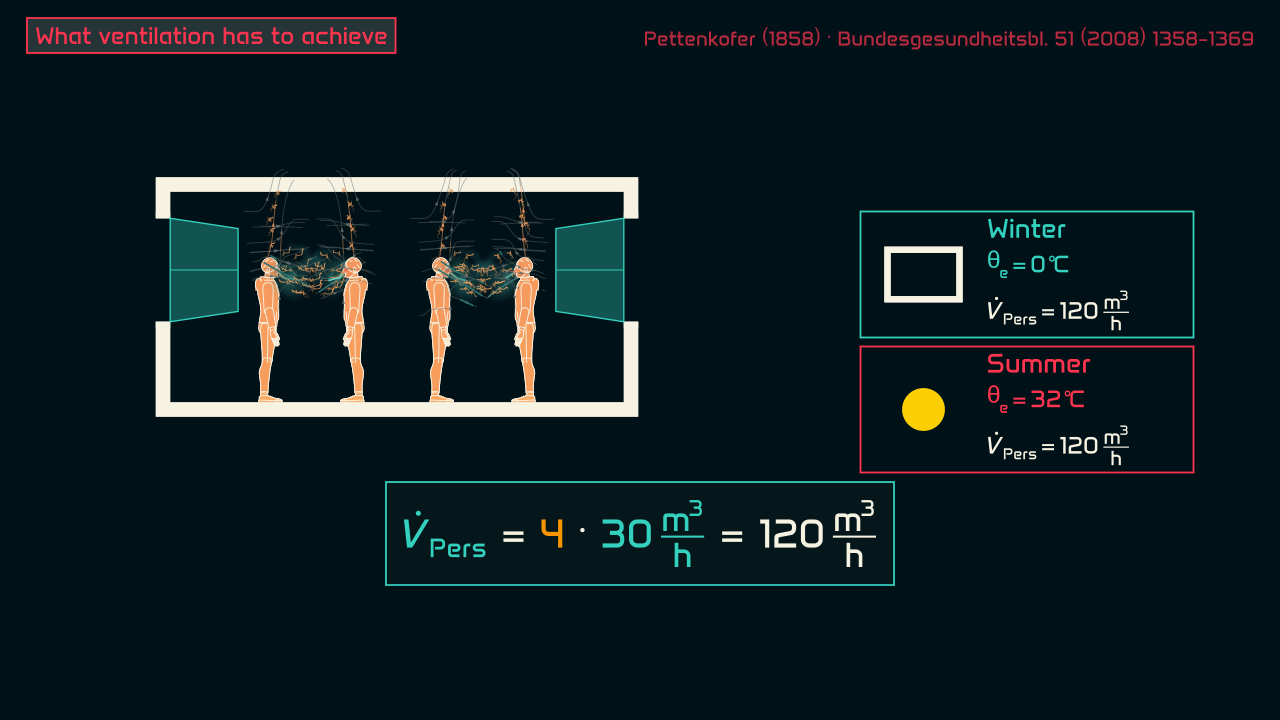 What ventilation has to achieve
Pettenkofer (1858) · Bundesgesundheitsbl. 51 (2008) 1358-1369
Winter
θe = 0 °C
V̇Pers = 120 m³/h
Summer
θe = 32 °C
V̇Pers = 120 m³/h
V̇Pers = 4 · 30 m³/h = 120 m³/h